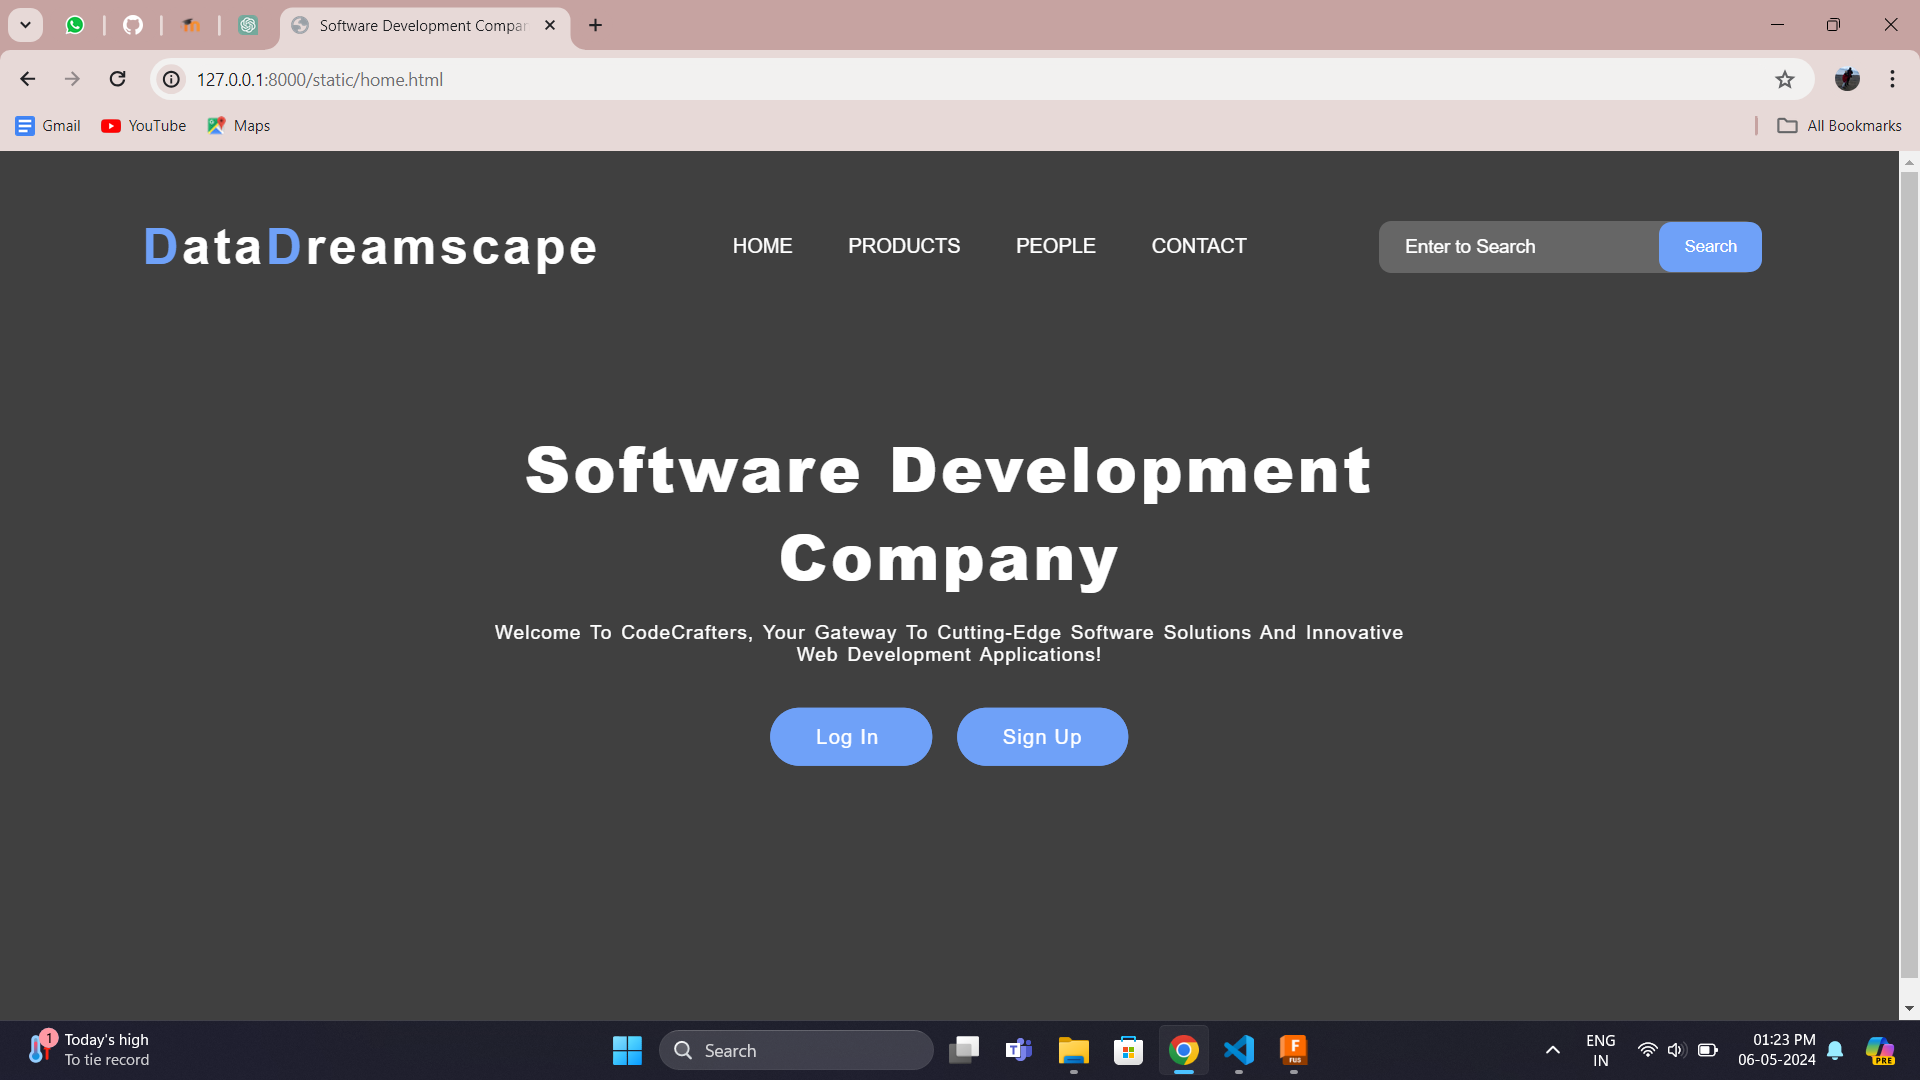 Software Development Compar
127.0.0.1:8000/static/home.html
Gmail YouTube Maps All Bookmarks
DataDreamscape HOME PRODUCTS PEOPLE CONTACT Enter to Search Search
Software Development
Company
Welcome To CodeCrafters, Your Gateway To Cutting-Edge Software Solutions And Innovative
Web Development Applications!
Log In Sign Up
1 Today's high
To tie record
Search
T
F
FUS
ENG
IN
01:23 PM
06-05-2024
PRE